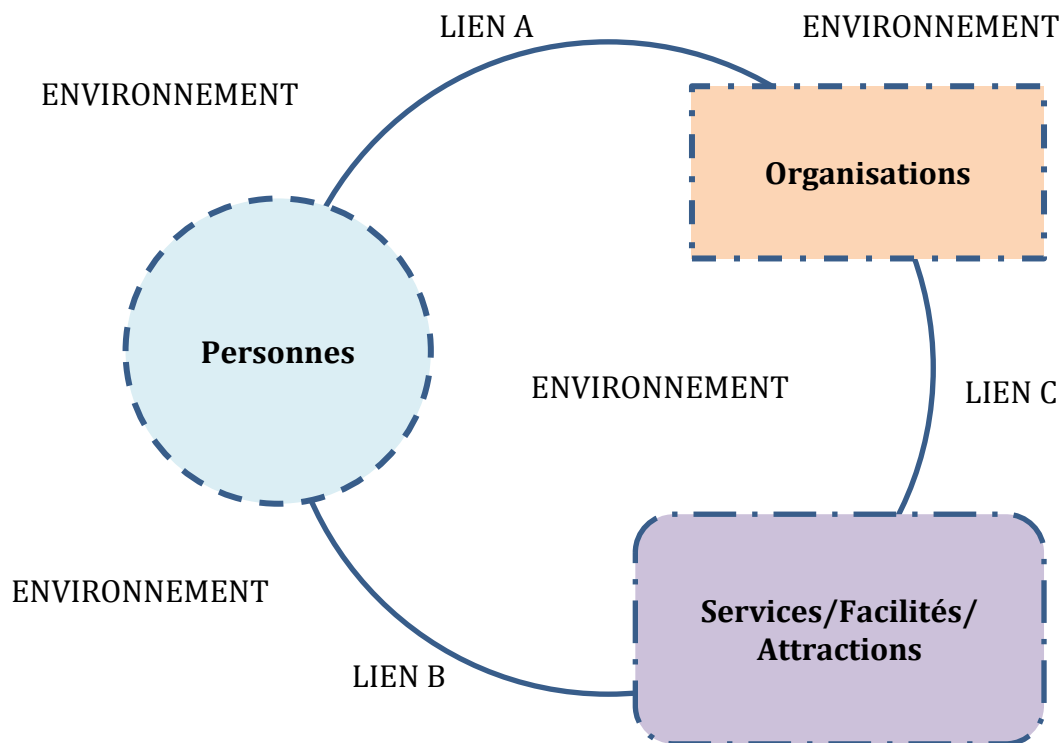 LIEN A
ENVIRONNEMENT
ENVIRONNEMENT
Organisations
Personnes
ENVIRONNEMENT
LIEN C
ENVIRONNEMENT
Services/Facilités/
Attractions
LIEN B